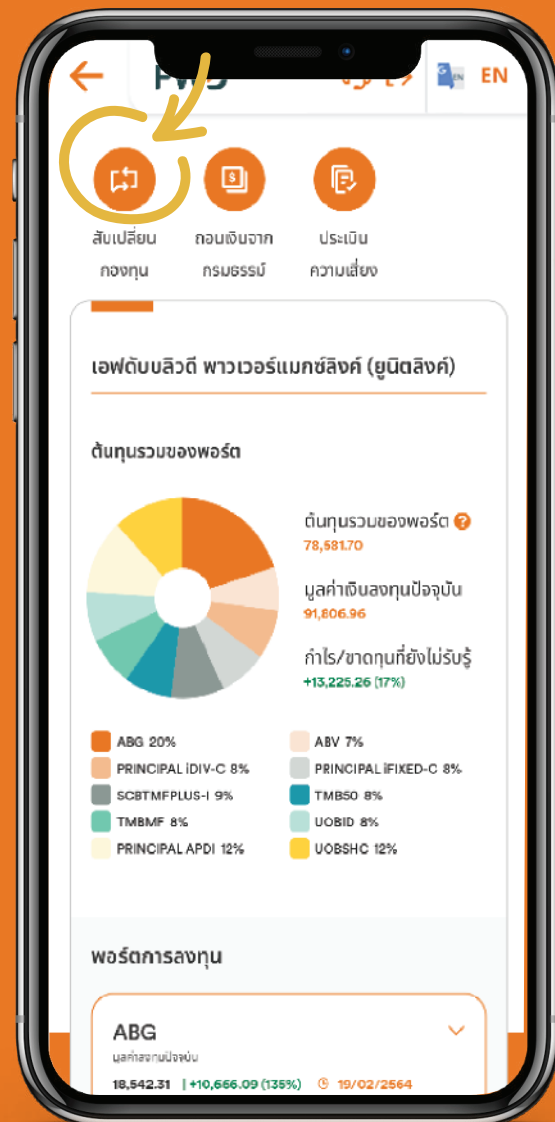 EN
สับเปลี่ยน
กองทุน
ถอนเงินจาก
กรมธรรม์
ประเมิน
ความเสี่ยง
เอฟดับบลิวดี พาวเวอร์แมกซ์ลิงค์ (ยูนิตลิงค์)
ต้นทุนรวมของพอร์ต
ต้นทุนรวมของพอร์ต ?
78,581.70
มูลค่าเงินลงทุนปัจจุบัน
91,806.96
กำไร/ขาดทุนที่ยังไม่รับรู้
+13,225.26 (17%)
ABG 20%
ABV 7%
PRINCIPAL iDIV-C 8%
PRINCIPAL iFIXED-C 8%
SCBTMFPLUS-I 9%
TMB50 8%
TMBMF 8%
UOBID 8%
PRINCIPAL APDI 12%
UOBSHC 12%
พอร์ตการลงทุน
ABG
มูลค่าลงทุนปัจจุบัน
18,542.31 | +10,666.09 (135%) 19/02/2564